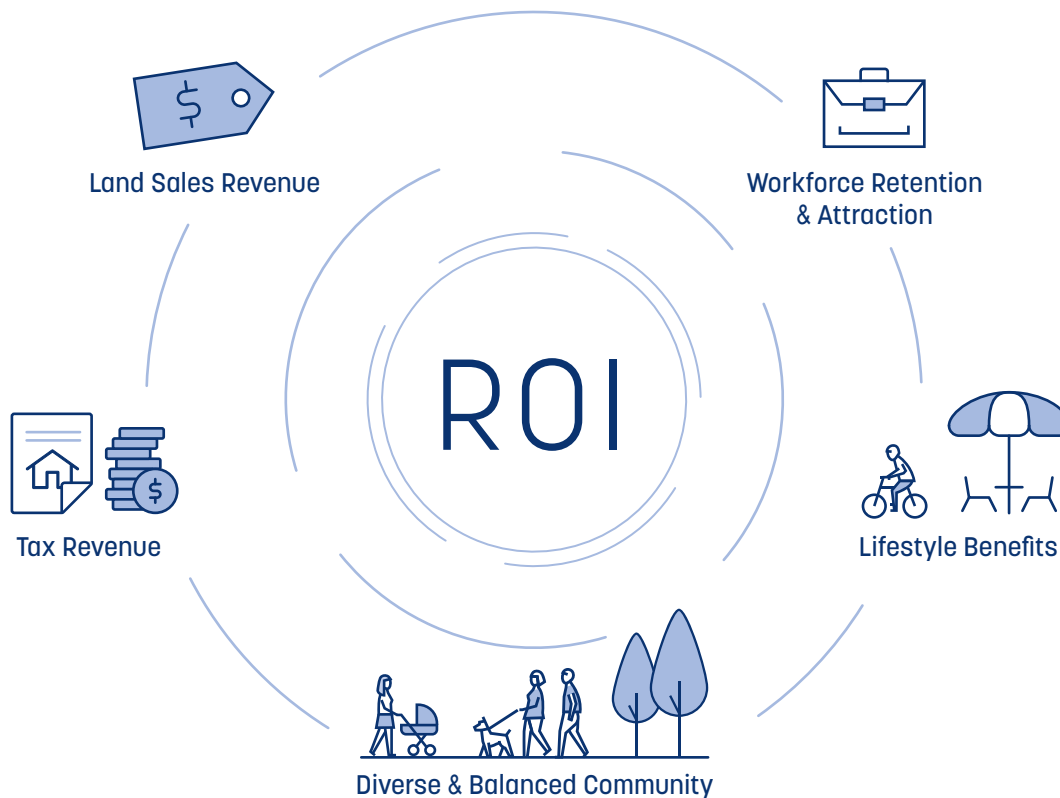 $
Land Sales Revenue
Workforce Retention
& Attraction
ROI
$
Tax Revenue
Lifestyle Benefits
Diverse & Balanced Community